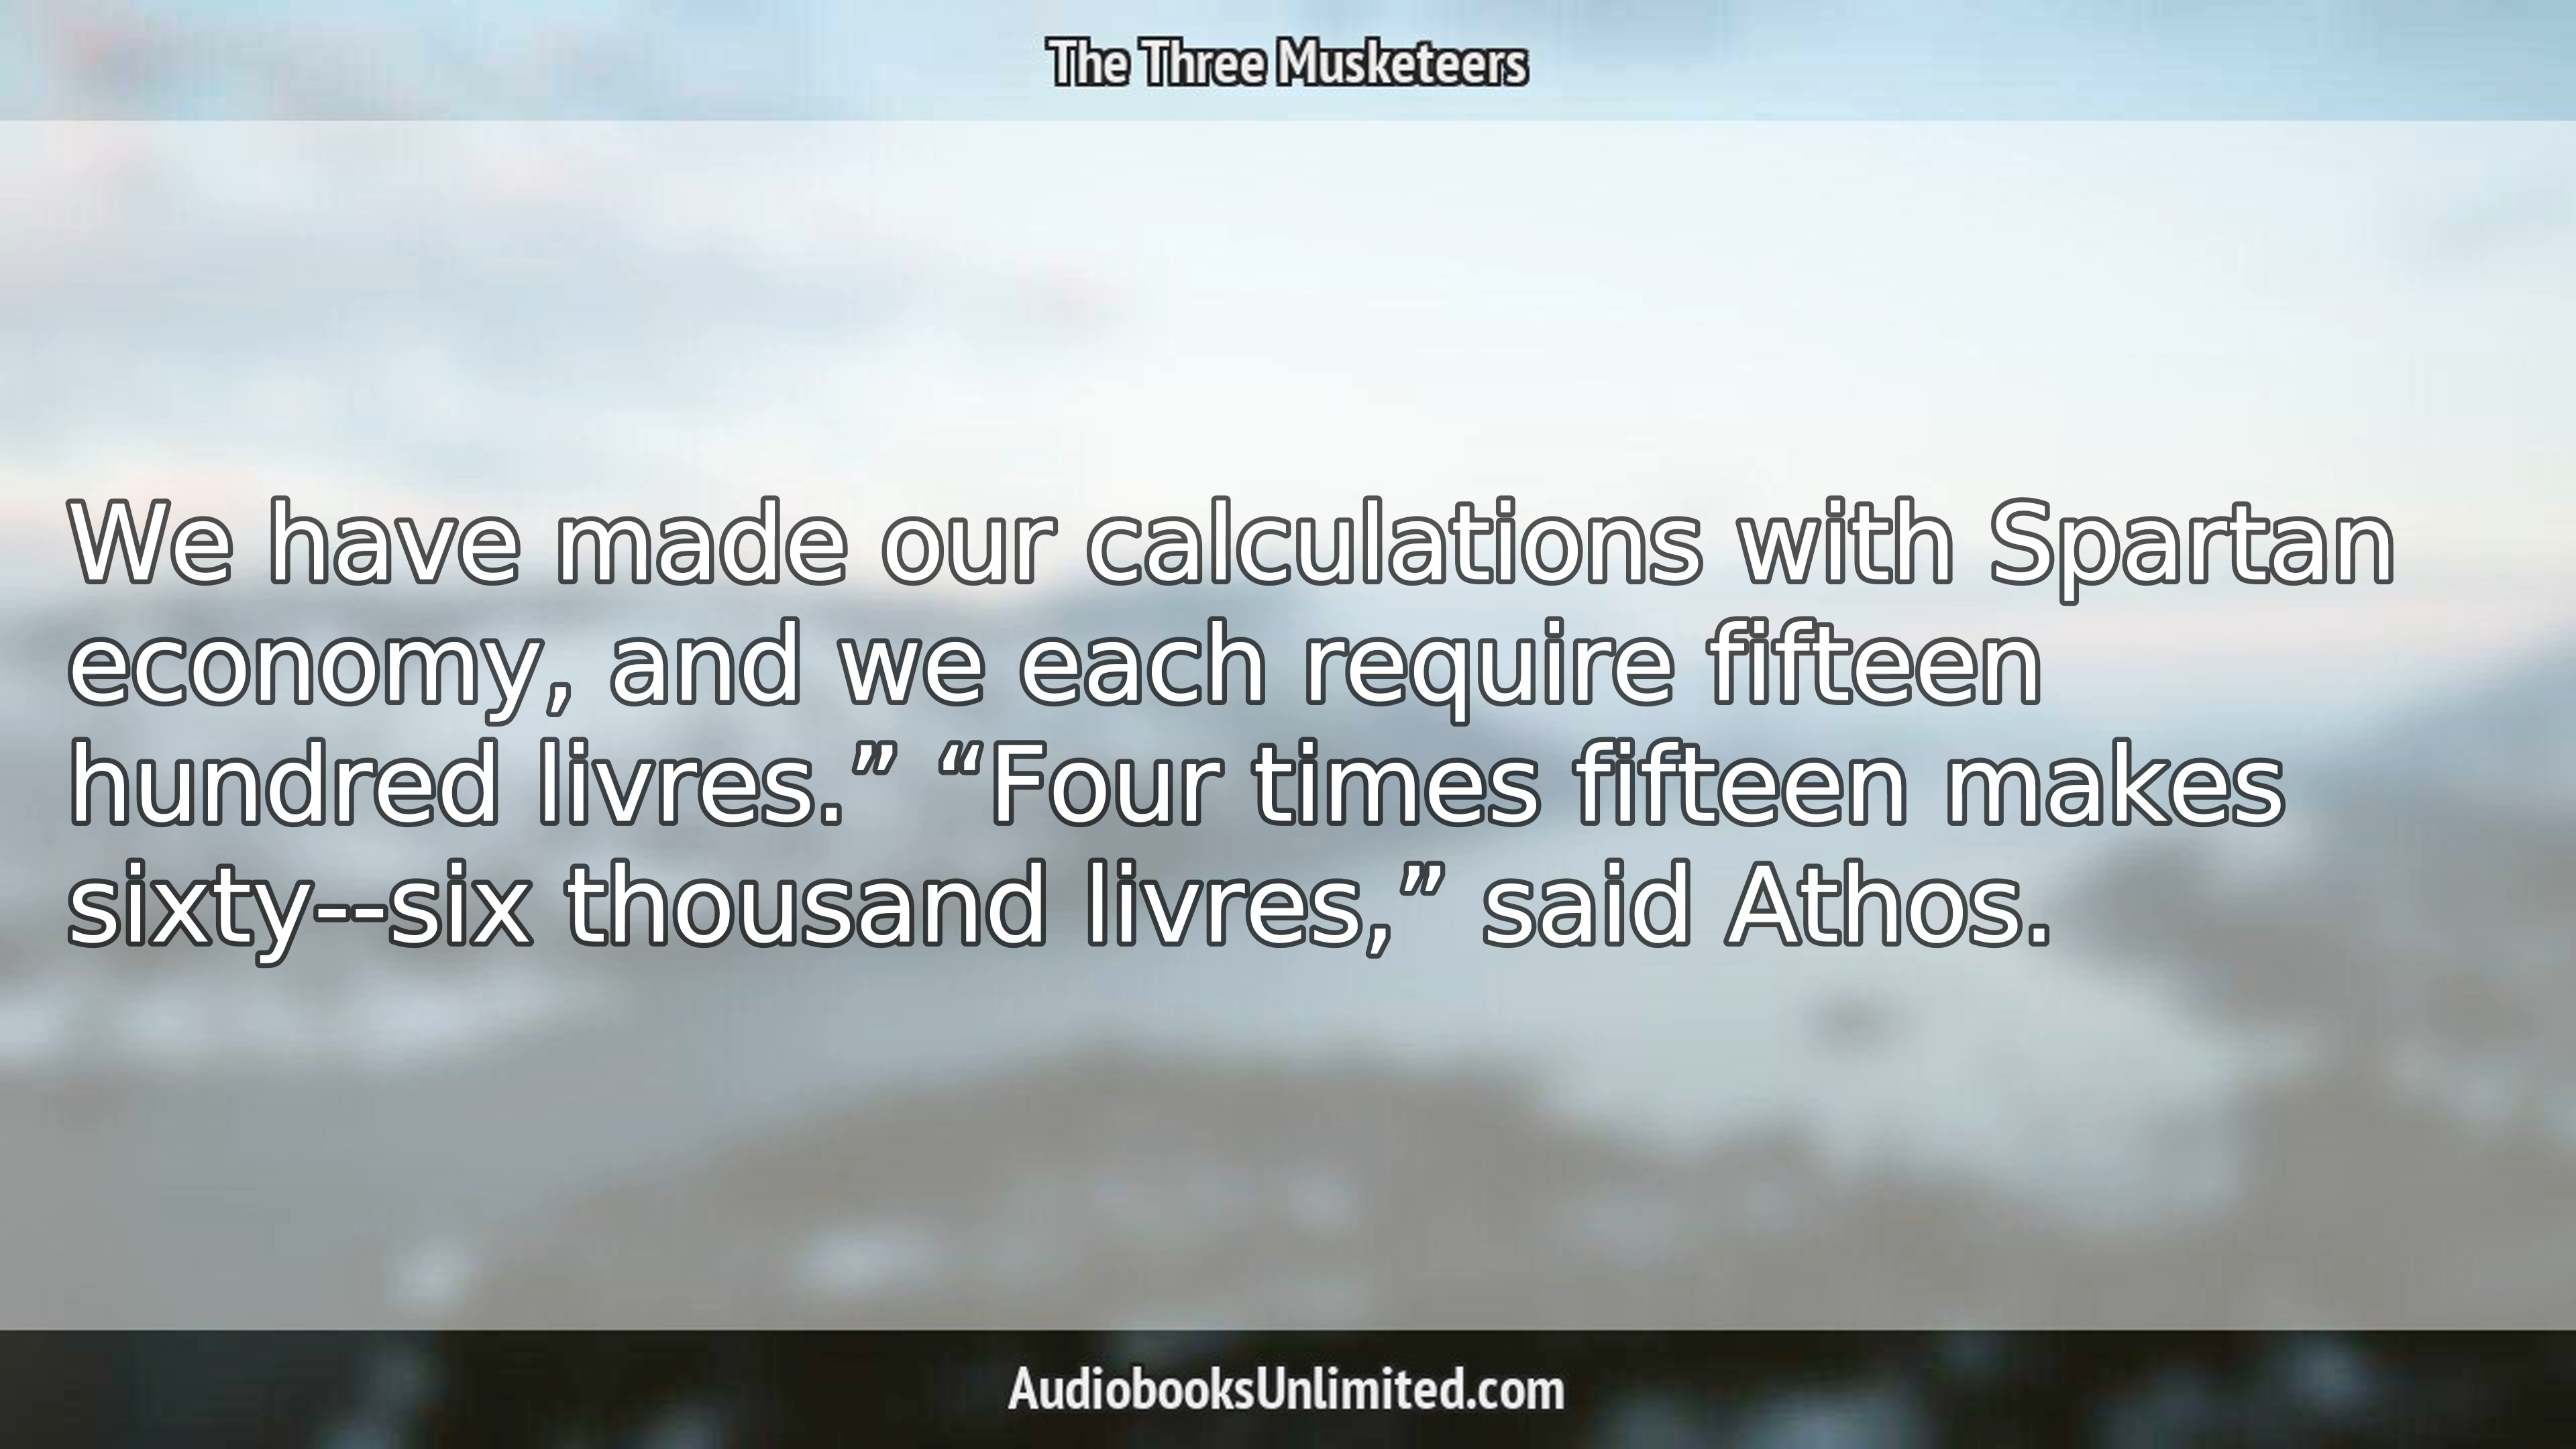 The Three Musketeers
We have made our calculations with Spartan
economy, and we each require fifteen
hundred livres.” “Four times fifteen makes
sixty--six thousand livres,” said Athos.
AudiobooksUnlimited.com